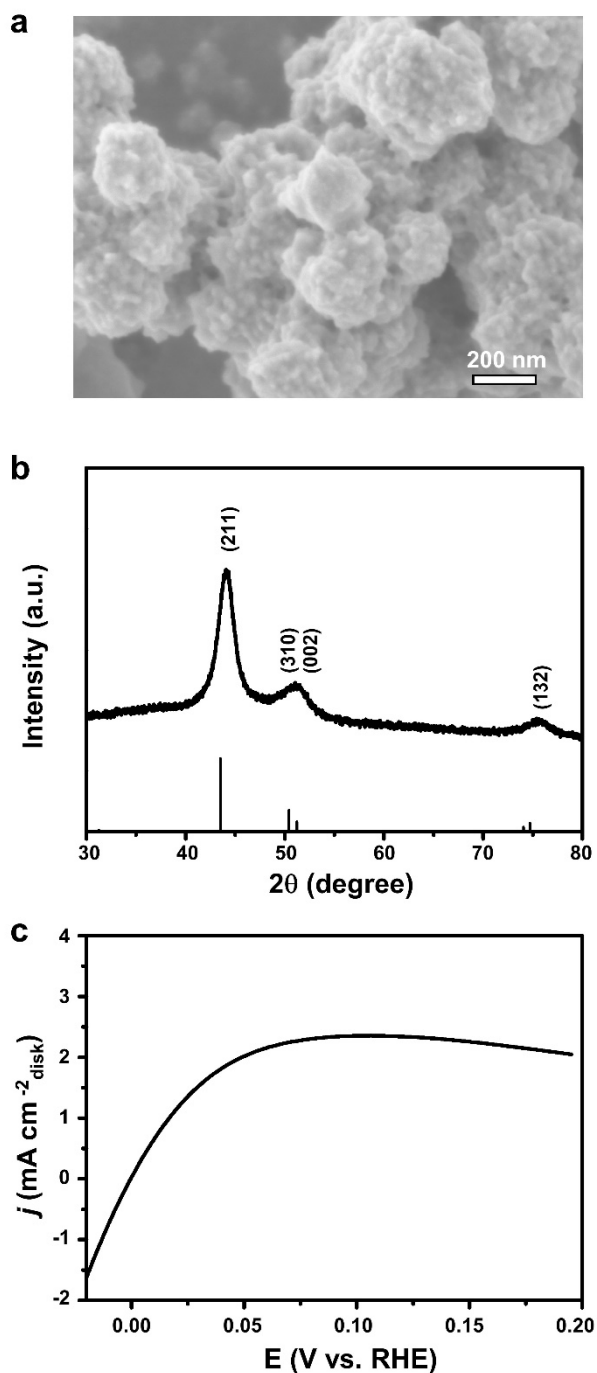 a
200 nm
b
Intensity (a.u.)
(211)
(310)
(002)
(132)
30 40 50 60 70 80
2θ (degree)
c
j (mA cm⁻²disk)
4
3
2
1
0
-1
-2
0.00 0.05 0.10 0.15 0.20
E (V vs. RHE)